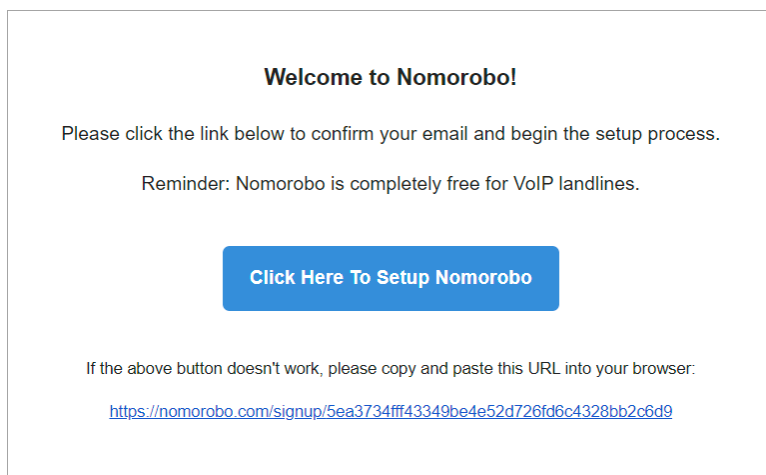 Welcome to Nomorobo!
Please click the link below to confirm your email and begin the setup process.
Reminder: Nomorobo is completely free for VoIP landlines.
Click Here To Setup Nomorobo
If the above button doesn't work, please copy and paste this URL into your browser:
https://nomorobo.com/signup/5ea3734fff43349be4e52d726fd6c4328bb2c6d9